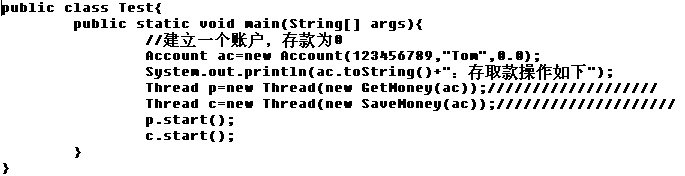 public class Test{
public static void main(String[] args){
//建立一个账户，存款为0
Account ac=new Account(123456789,"Tom",0.0);
System.out.println(ac.toString()+"：存取款操作如下");
Thread p=new Thread(new GetMoney(ac));///////////////////
Thread c=new Thread(new SaveMoney(ac));////////////////////
p.start();
c.start();
}
}